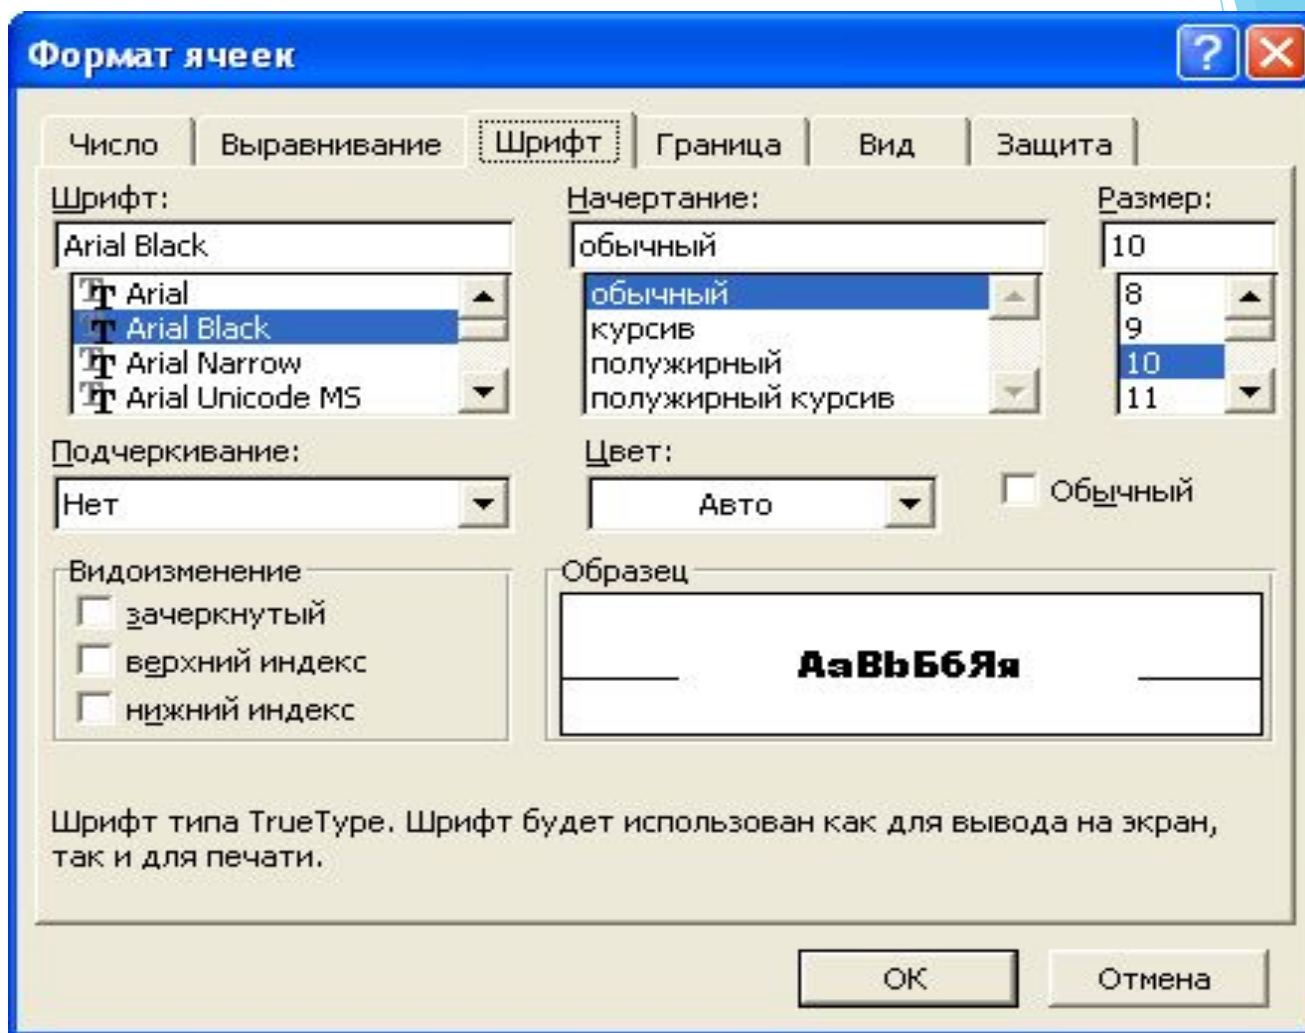 Формат ячеек
Число Выравнивание Шрифт Граница Вид Защита
Шрифт: Начертание: Размер:
Arial Black обычный 10
Arial обычный 8
Arial Black курсив 9
Arial Narrow полужирный 10
Arial Unicode MS полужирный курсив 11
Подчеркивание: Цвет:
Нет Авто Обычный
Видоизменение Образец
зачеркнутый
верхний индекс АаBbБбЯя
нижний индекс
Шрифт типа TrueType. Шрифт будет использован как для вывода на экран,
так и для печати.
ОК Отмена